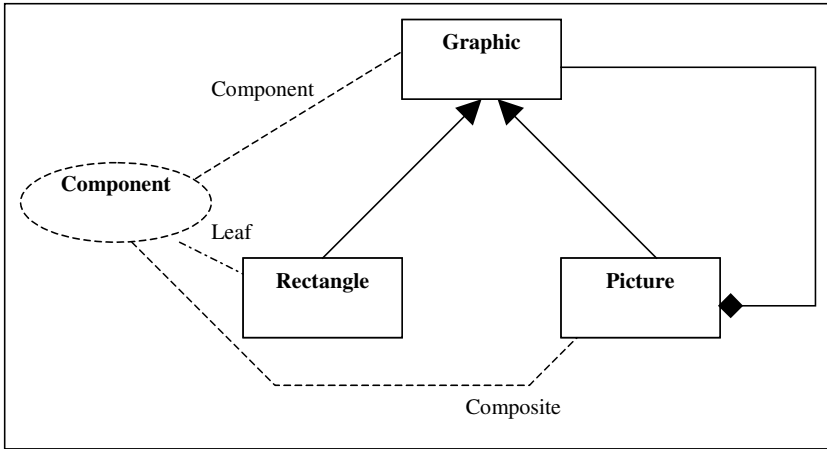 Graphic
Component
Component
Leaf
Rectangle
Picture
Composite